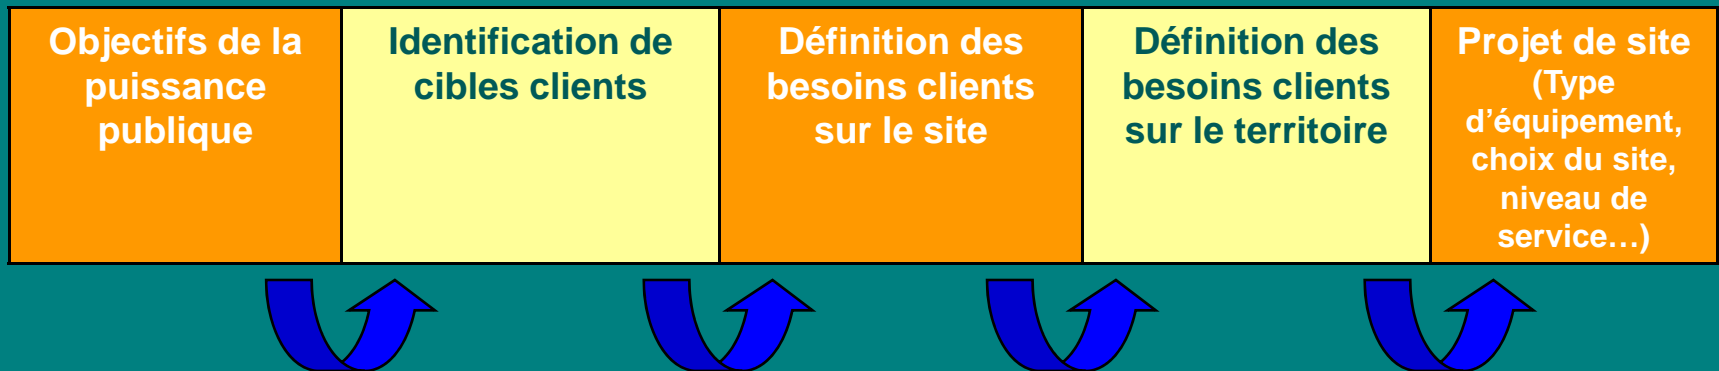 Objectifs de la
puissance
publique
Identification de
cibles clients
Définition des
besoins clients
sur le site
Définition des
besoins clients
sur le territoire
Projet de site
(Type
d’équipement,
choix du site,
niveau de
service…)